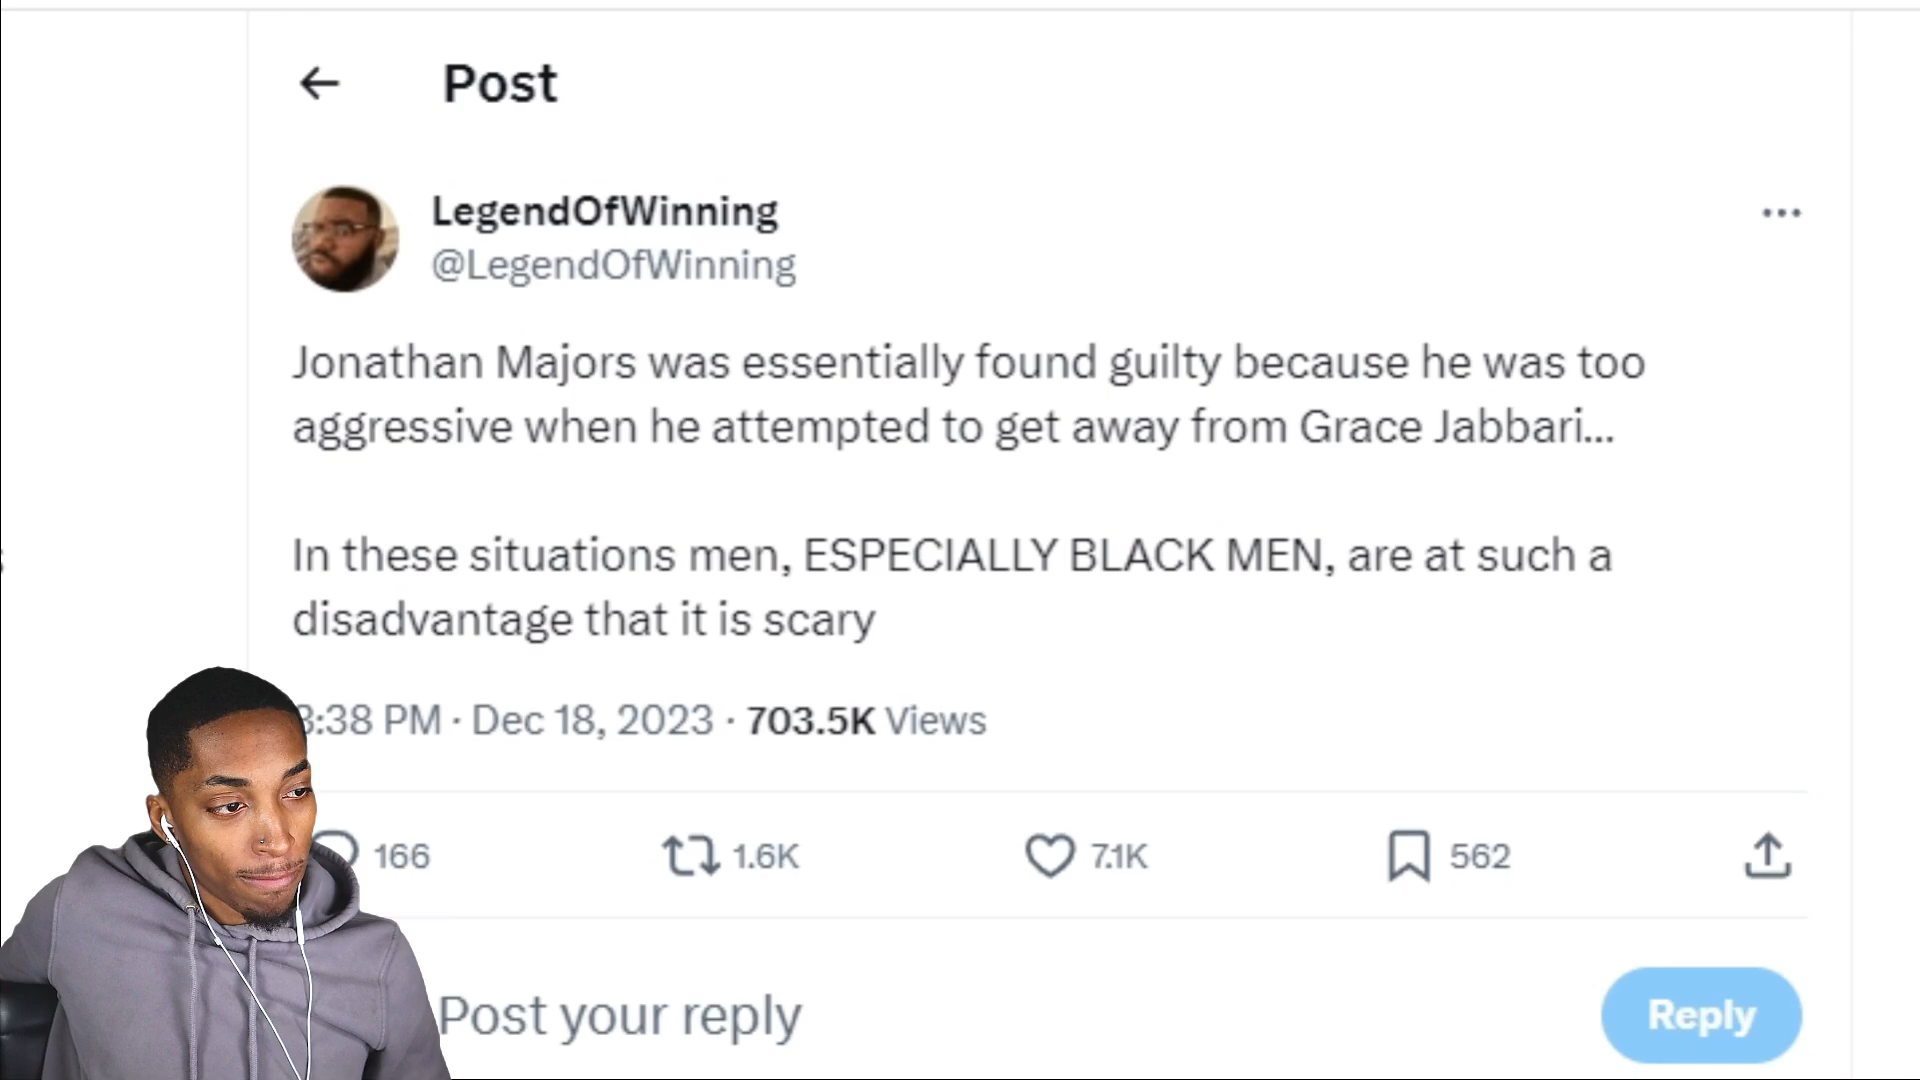 Post
LegendOfWinning
@LegendOfWinning
Jonathan Majors was essentially found guilty because he was too
aggressive when he attempted to get away from Grace Jabbari...
In these situations men, ESPECIALLY BLACK MEN, are at such a
disadvantage that it is scary
:38 PM · Dec 18, 2023 · 703.5K Views
166 1.6K 7.1K 562
Post your reply
Reply